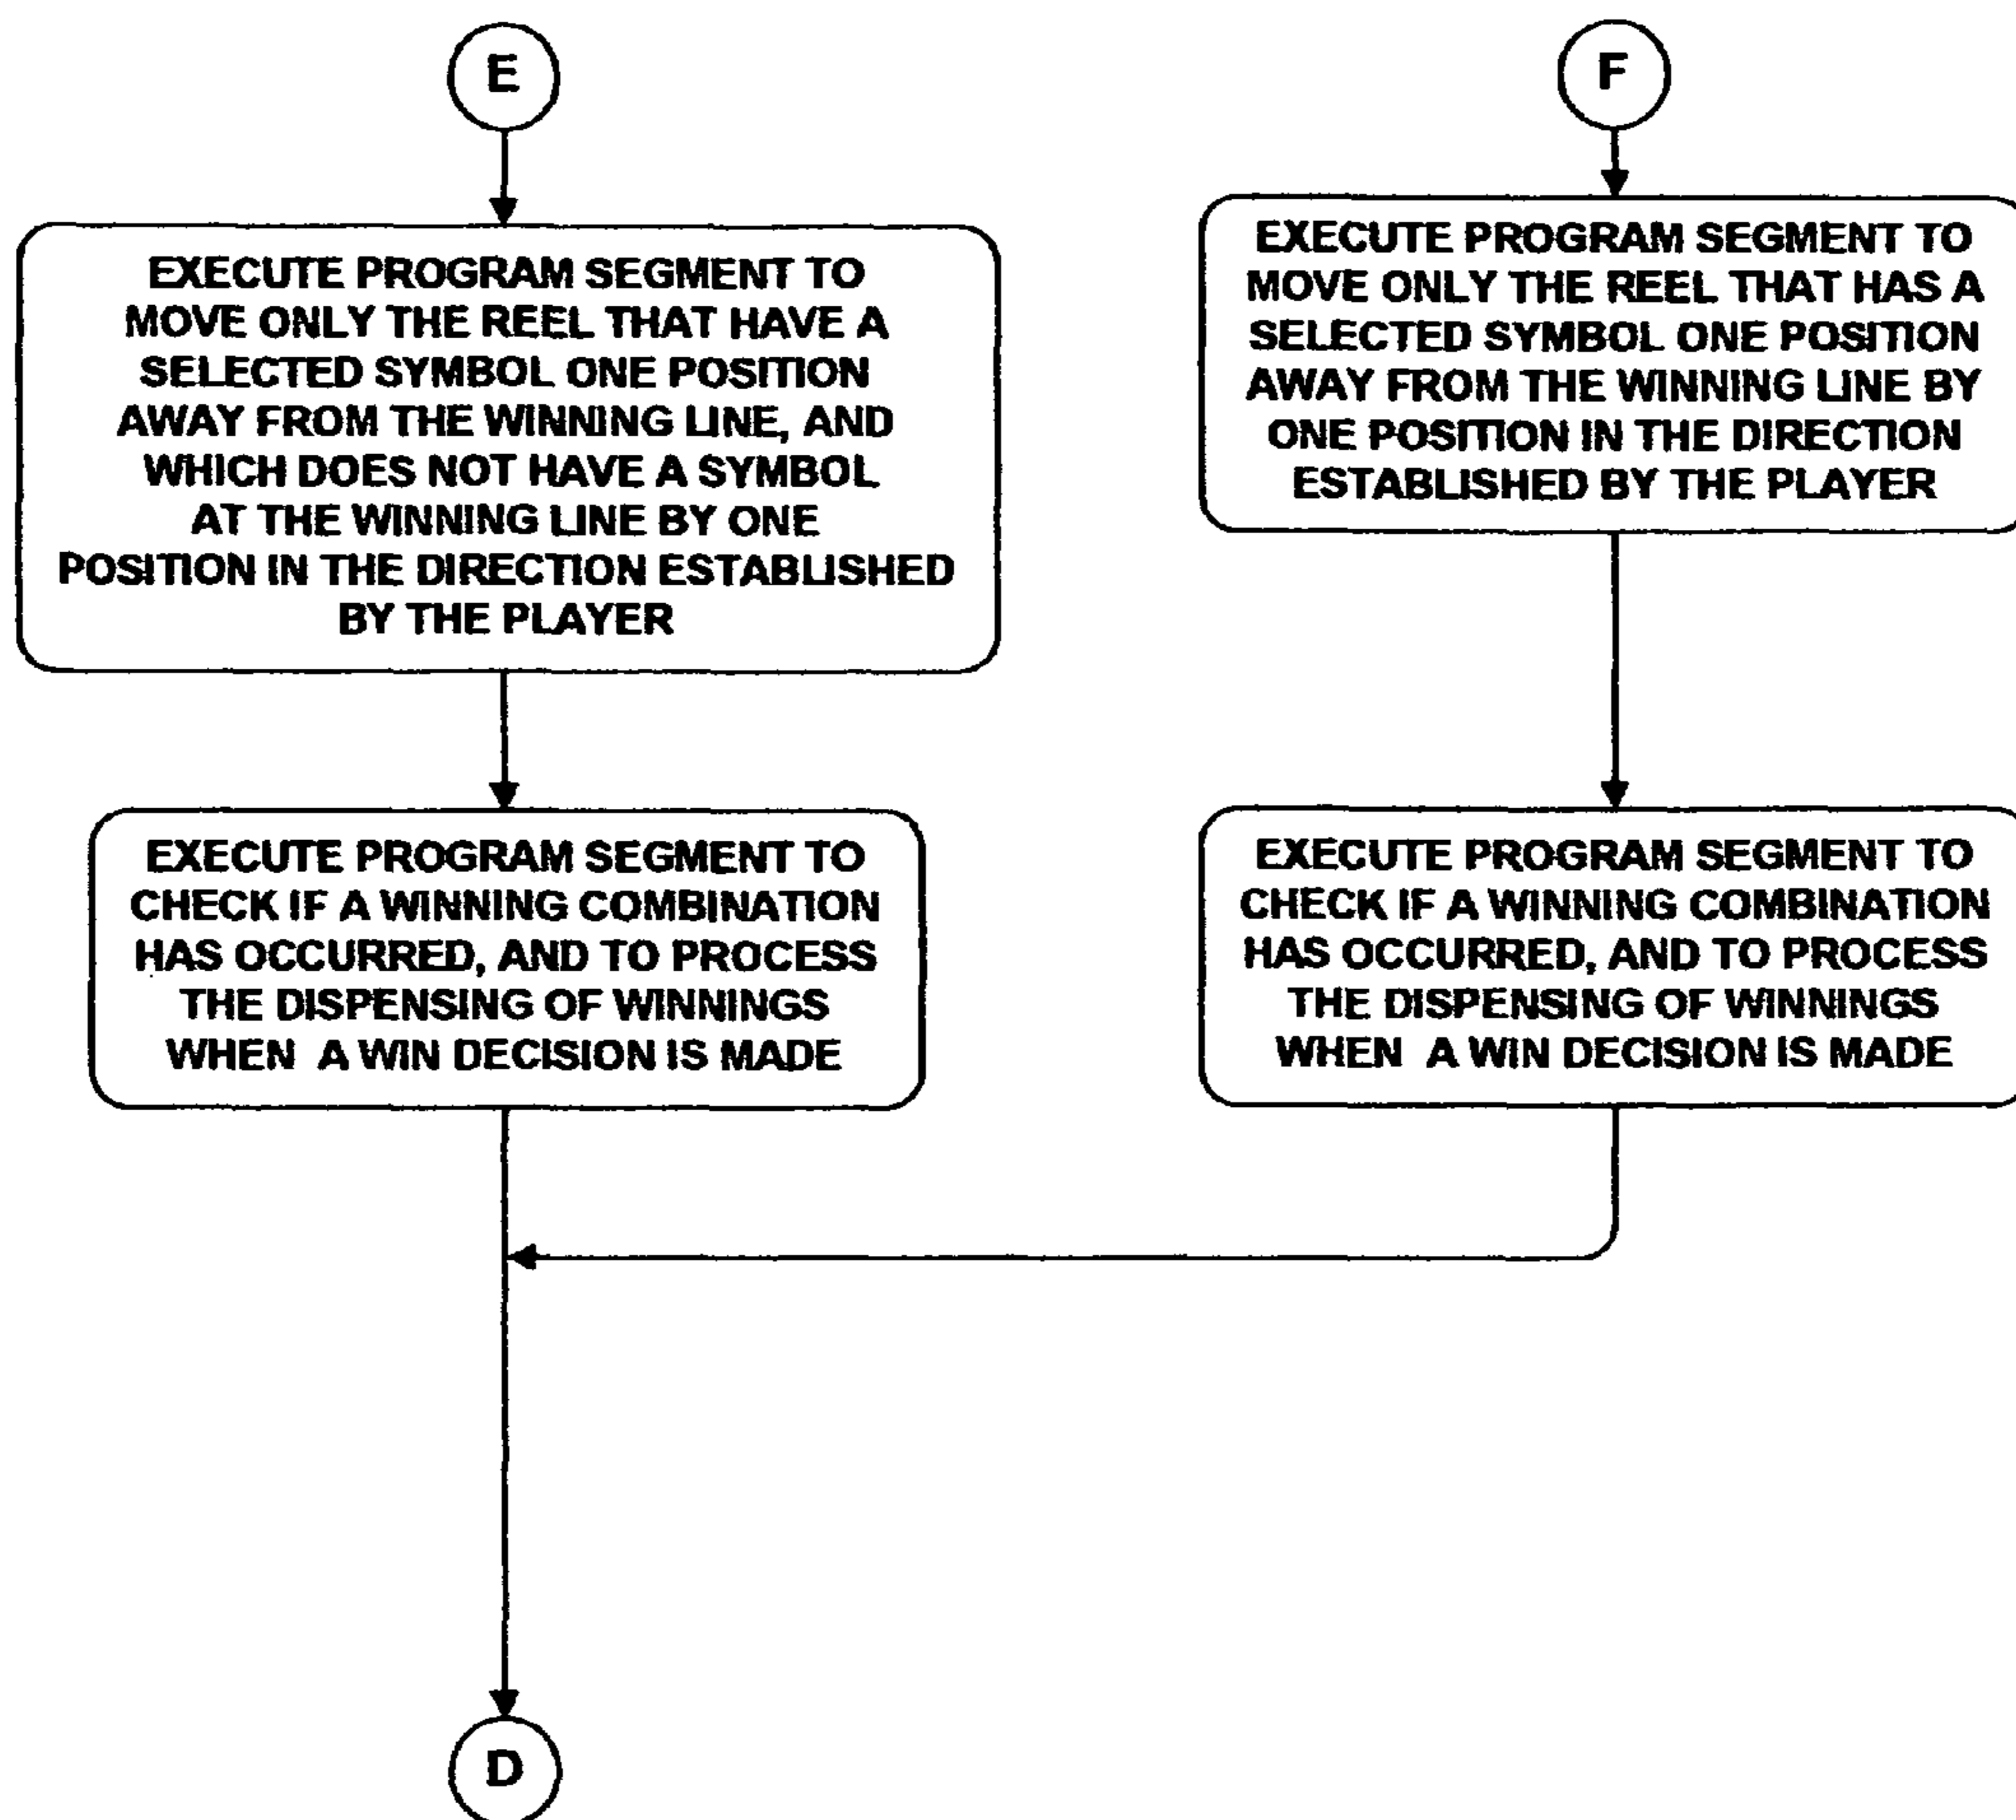 E
EXECUTE PROGRAM SEGMENT TO
MOVE ONLY THE REEL THAT HAVE A
SELECTED SYMBOL ONE POSITION
AWAY FROM THE WINNING LINE, AND
WHICH DOES NOT HAVE A SYMBOL
AT THE WINNING LINE BY ONE
POSITION IN THE DIRECTION ESTABLISHED
BY THE PLAYER
EXECUTE PROGRAM SEGMENT TO
CHECK IF A WINNING COMBINATION
HAS OCCURRED, AND TO PROCESS
THE DISPENSING OF WINNINGS
WHEN A WIN DECISION IS MADE
D
F
EXECUTE PROGRAM SEGMENT TO
MOVE ONLY THE REEL THAT HAS A
SELECTED SYMBOL ONE POSITION
AWAY FROM THE WINNING LINE BY
ONE POSITION IN THE DIRECTION
ESTABLISHED BY THE PLAYER
EXECUTE PROGRAM SEGMENT TO
CHECK IF A WINNING COMBINATION
HAS OCCURRED, AND TO PROCESS
THE DISPENSING OF WINNINGS
WHEN A WIN DECISION IS MADE